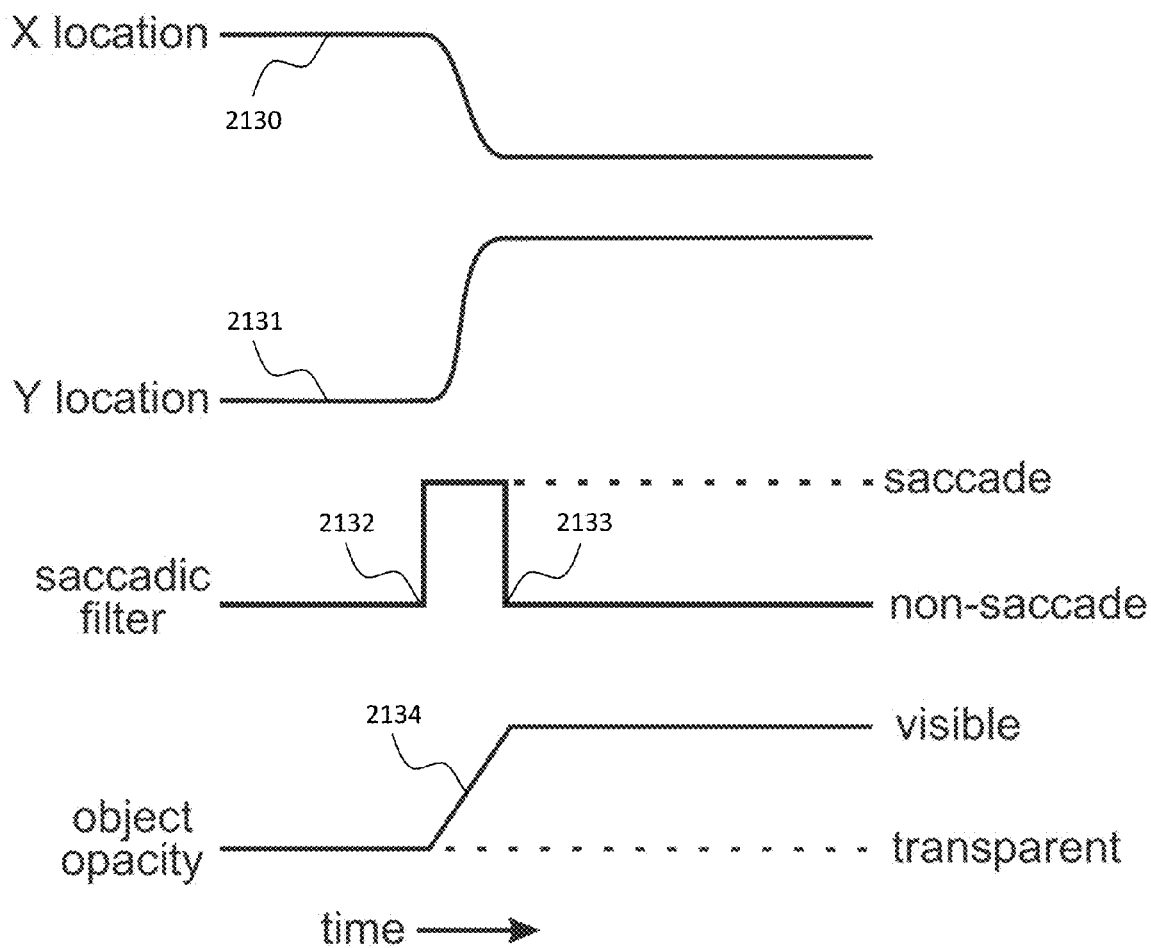 X location
2130
2131
Y location
saccade
2132
2133
saccadic
filter
non-saccade
2134
visible
object
opacity
transparent
time